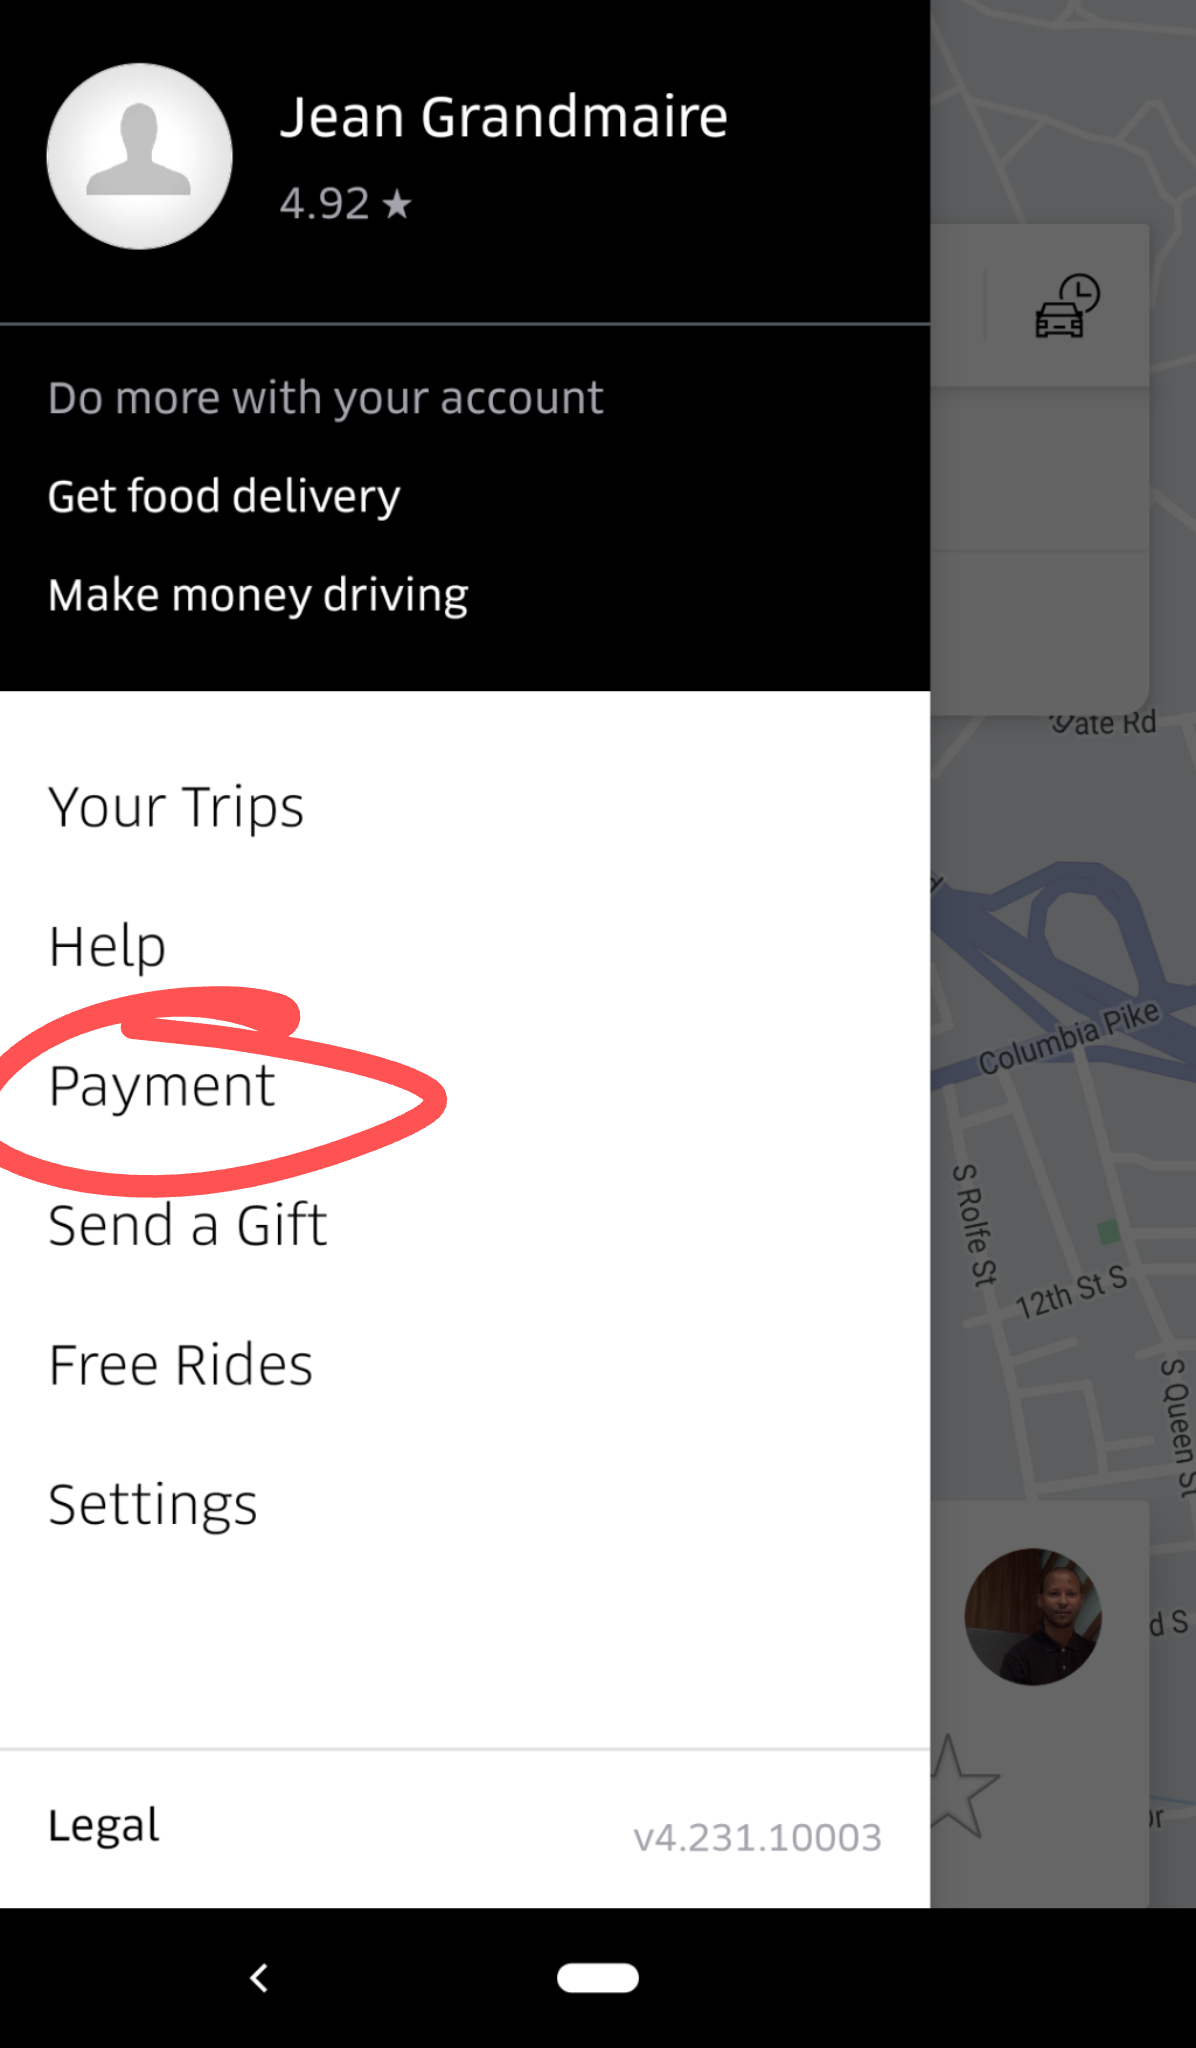 Jean Grandmaire
4.92 ★
Do more with your account
Get food delivery
Make money driving
Your Trips
Help
Payment
Send a Gift
Free Rides
Settings
Legal
v4.231.10003
ate Rd
Columbia Pike
S Rolfe St
12th St S
S Queen St
d S